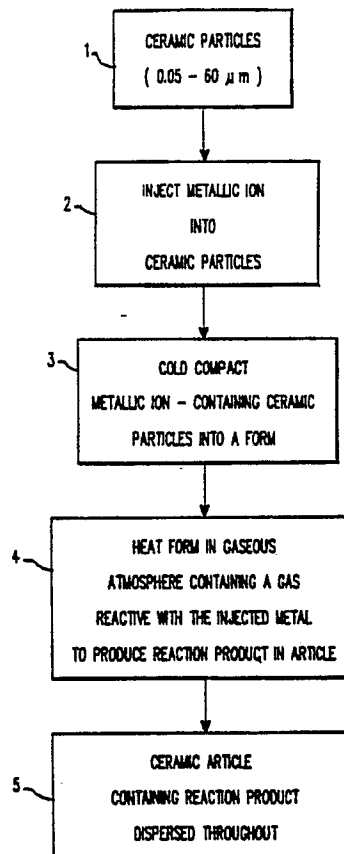 1
CERAMIC PARTICLES
( 0.05 - 60 μm )
2
INJECT METALLIC ION
INTO
CERAMIC PARTICLES
3
COLD COMPACT
METALLIC ION - CONTAINING CERAMIC
PARTICLES INTO A FORM
4
HEAT FORM IN GASEOUS
ATMOSPHERE CONTAINING A GAS
REACTIVE WITH THE INJECTED METAL
TO PRODUCE REACTION PRODUCT IN ARTICLE
5
CERAMIC ARTICLE
CONTAINING REACTION PRODUCT
DISPERSED THROUGHOUT